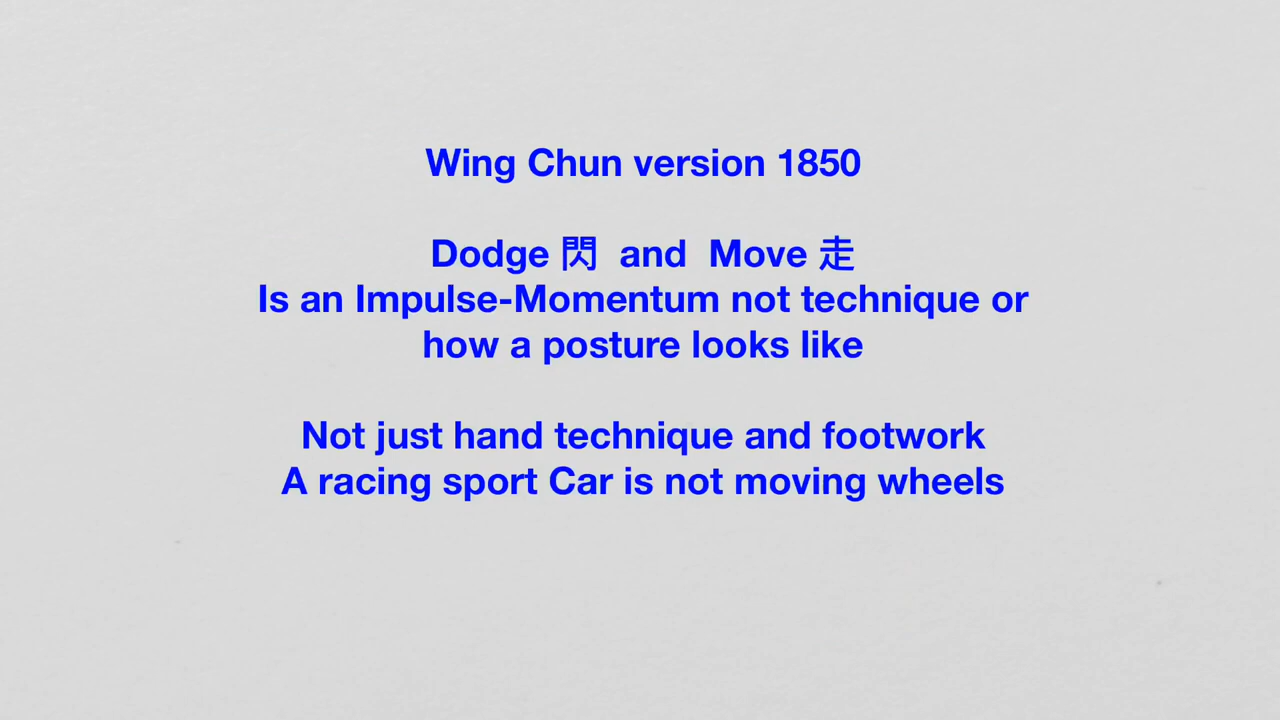 Wing Chun version 1850
Dodge 閃 and Move 走
Is an Impulse-Momentum not technique or
how a posture looks like
Not just hand technique and footwork
A racing sport Car is not moving wheels